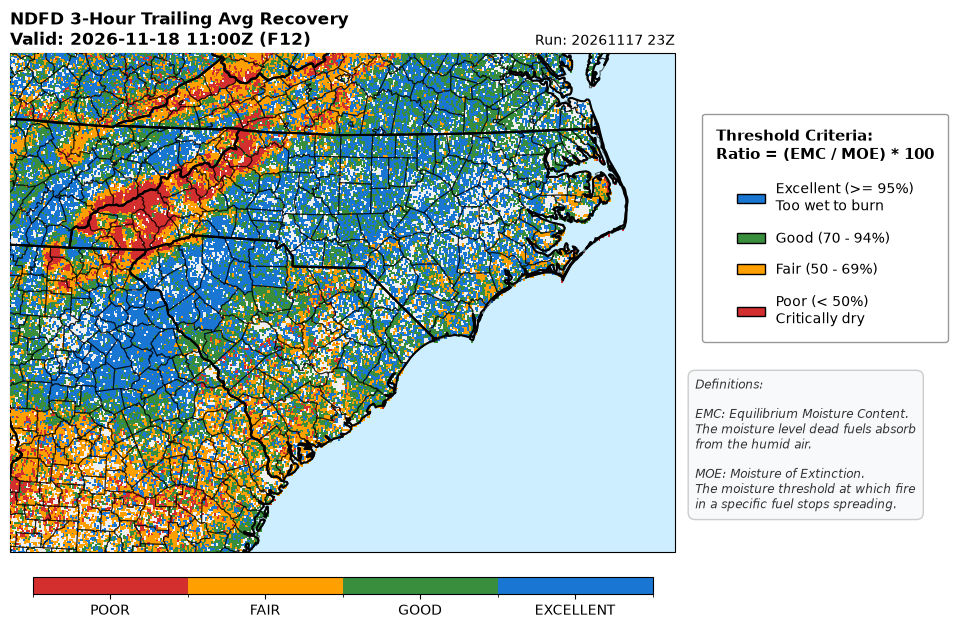 NDFD 3-Hour Trailing Avg Recovery
Valid: 2026-11-18 11:00Z (F12)
Run: 20261117 23Z
Threshold Criteria:
Ratio = (EMC / MOE) * 100
Excellent (>= 95%)
Too wet to burn
Good (70 - 94%)
Fair (50 - 69%)
Poor (< 50%)
Critically dry
Definitions:
EMC: Equilibrium Moisture Content.
The moisture level dead fuels absorb
from the humid air.
MOE: Moisture of Extinction.
The moisture threshold at which fire
in a specific fuel stops spreading.
POOR
FAIR
GOOD
EXCELLENT